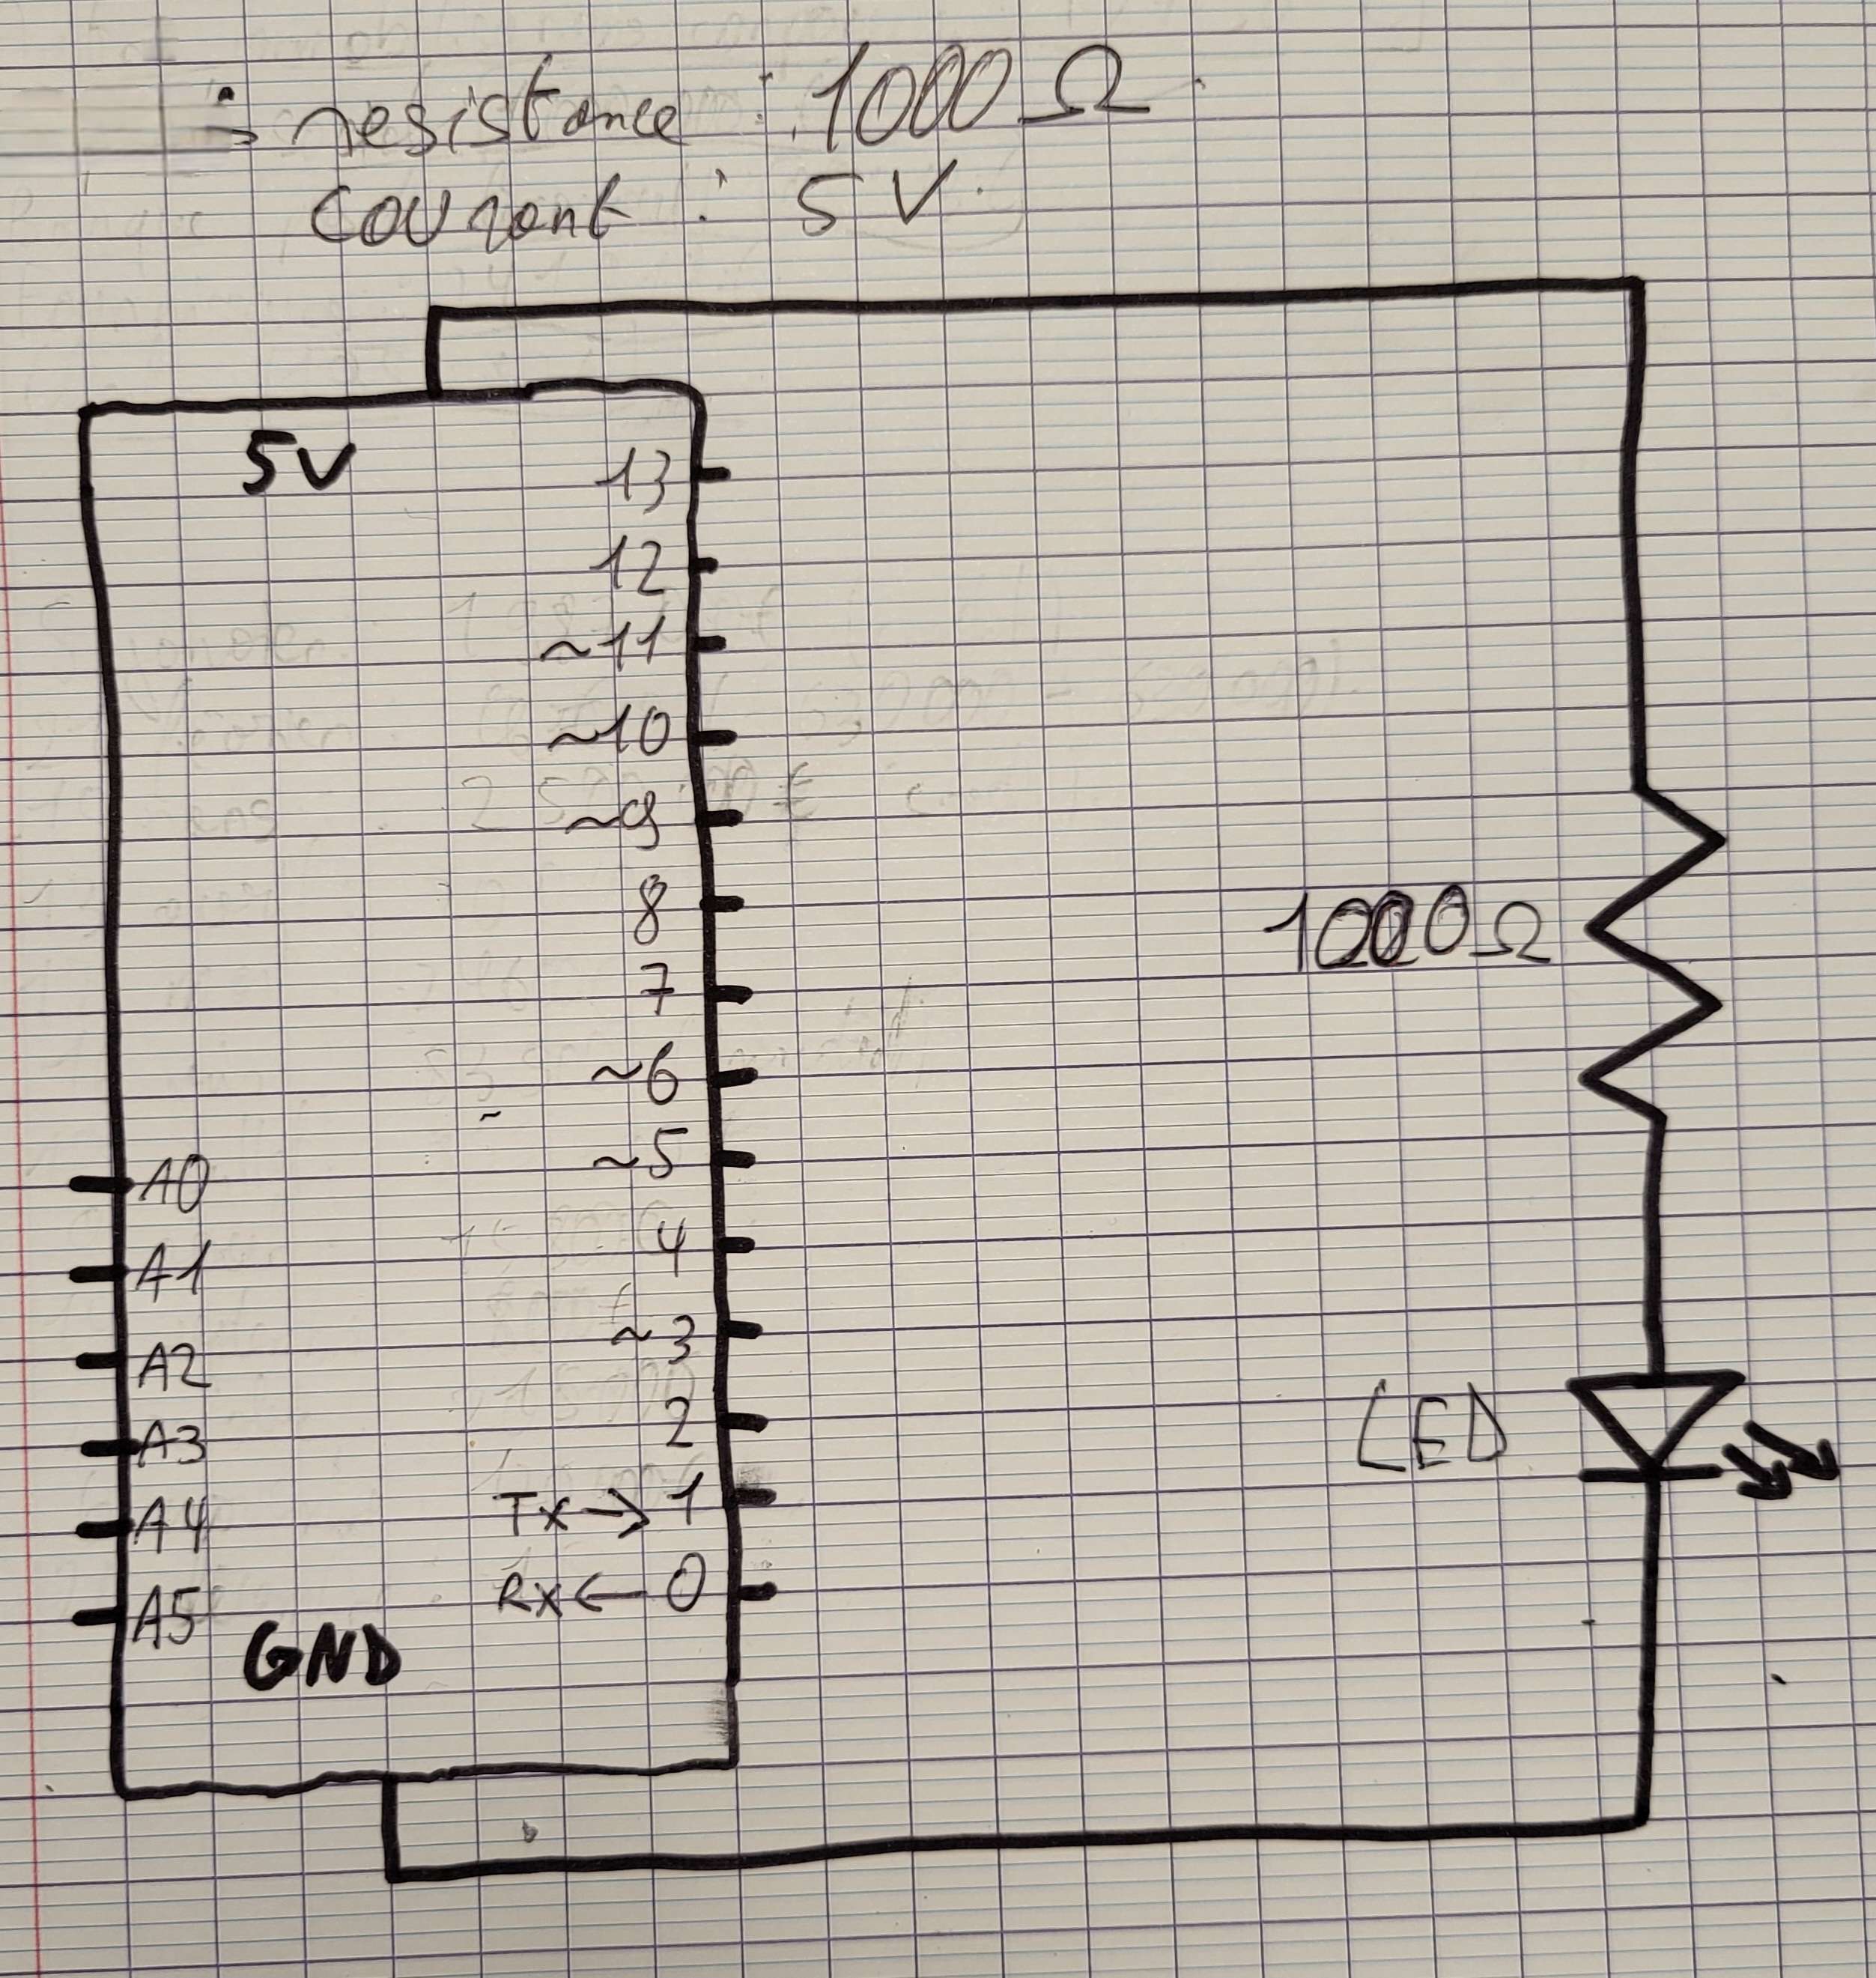 resistance : 1000 Ω
courant : 5 V
5V
13
12
~11
~10
~9
8
7
~6
~5
4
~3
2
Tx→ 1
Rx← 0
A0
A1
A2
A3
A4
A5
GND
1000 Ω
LED